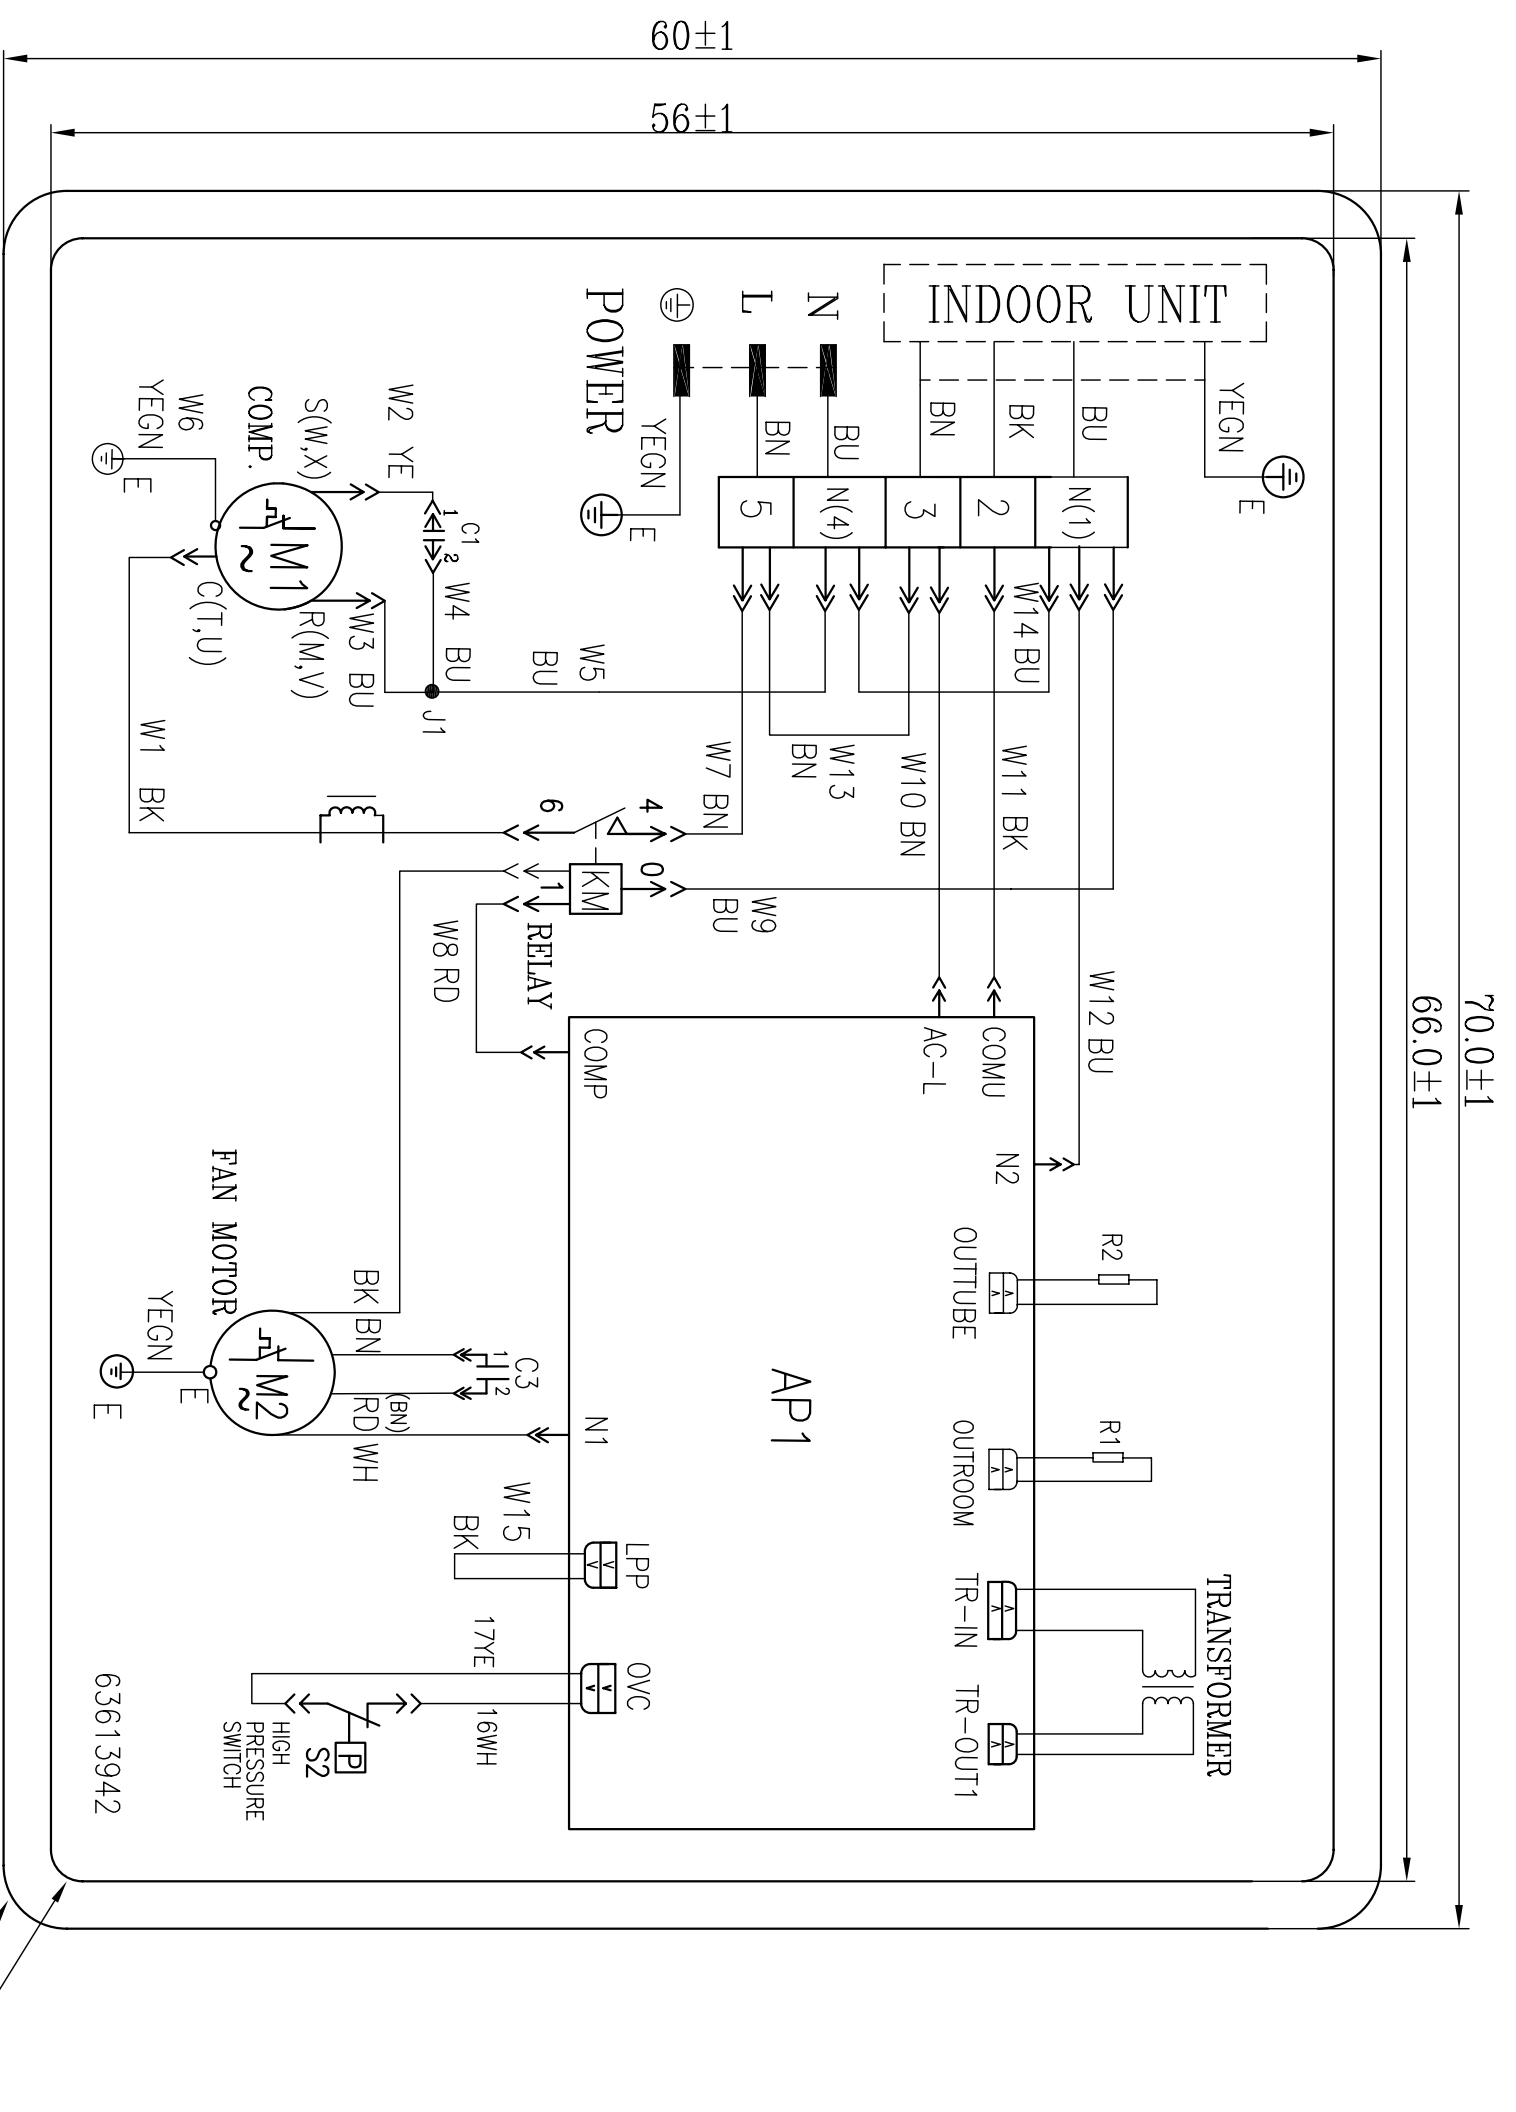 60±1
56±1
70.0±1
66.0±1
INDOOR UNIT
YEGN
E
BU
BK
BN
N
L
POWER
BU
BN
YEGN
E
N(1)
2
3
N(4)
5
W14 BU
W12 BU
W11 BK
W10 BN
W13
BN
W7 BN
W9
BU
W5
BU
W4 BU
J1
W3 BU
W2 YE
C1
1
2
S(W,X)
COMP.
W6
YEGN
E
M1
~
R(M,V)
C(T,U)
W1 BK
4
6
0
1
KM
RELAY
W8 RD
COMP
AC-L
COMU
N2
OUTTUBE
R2
OUTROOM
R1
TR-IN
TR-OUT1
TRANSFORMER
AP1
N1
LPP
OVC
W15
BK
17YE
16WH
P
S2
HIGH
PRESSURE
SWITCH
FAN MOTOR
BK BN
RD WH
(BN)
C3
1
2
M2
~
YEGN
E
E
63613942